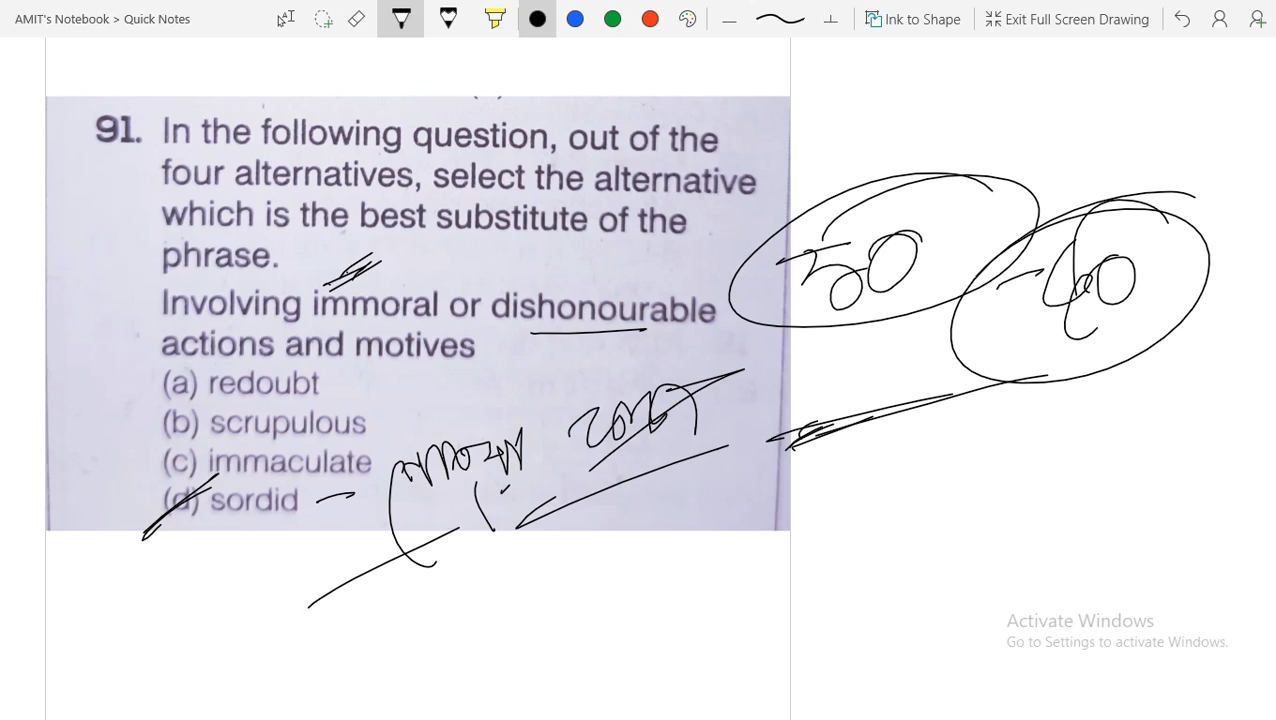 AMIT's Notebook > Quick Notes
Ink to Shape
Exit Full Screen Drawing
91. In the following question, out of the
four alternatives, select the alternative
which is the best substitute of the
phrase.
Involving immoral or dishonourable
actions and motives
(a) redoubt
(b) scrupulous
(c) immaculate
(d) sordid -
Activate Windows
Go to Settings to activate Windows.